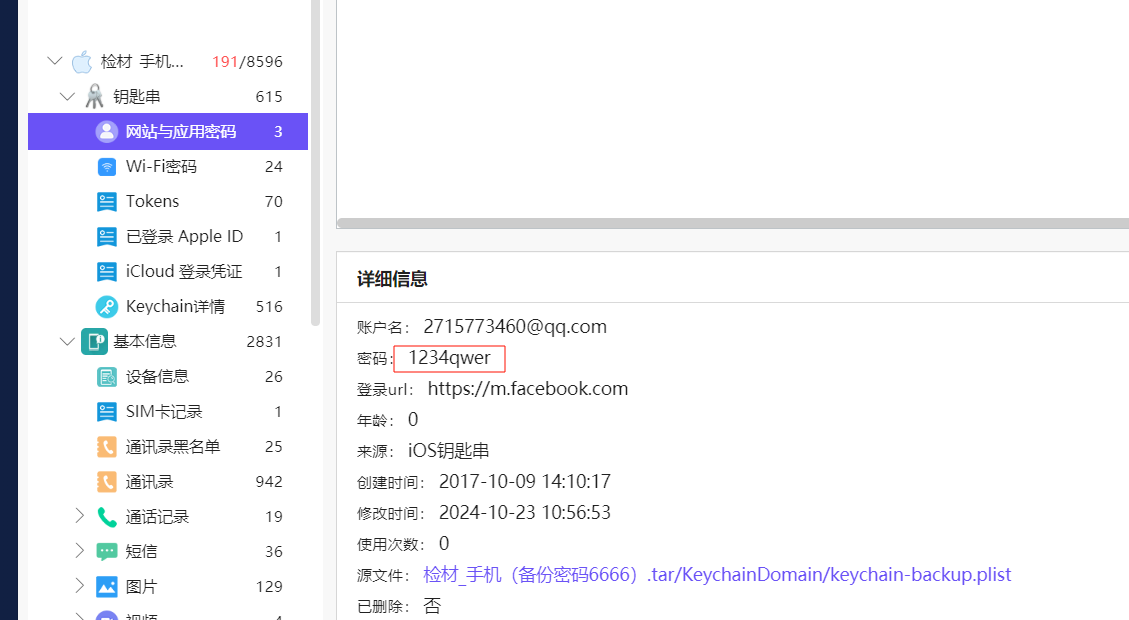 检材 手机... 191/8596
钥匙串 615
网站与应用密码 3
Wi-Fi密码 24
Tokens 70
已登录 Apple ID 1
iCloud 登录凭证 1
Keychain详情 516
基本信息 2831
设备信息 26
SIM卡记录 1
通讯录黑名单 25
通讯录 942
通话记录 19
短信 36
图片 129
视频 4
详细信息
账户名： 2715773460@qq.com
密码: 1234qwer
登录url： https://m.facebook.com
年龄： 0
来源： iOS钥匙串
创建时间： 2017-10-09 14:10:17
修改时间： 2024-10-23 10:56:53
使用次数： 0
源文件： 检材_手机（备份密码6666）.tar/KeychainDomain/keychain-backup.plist
已删除： 否